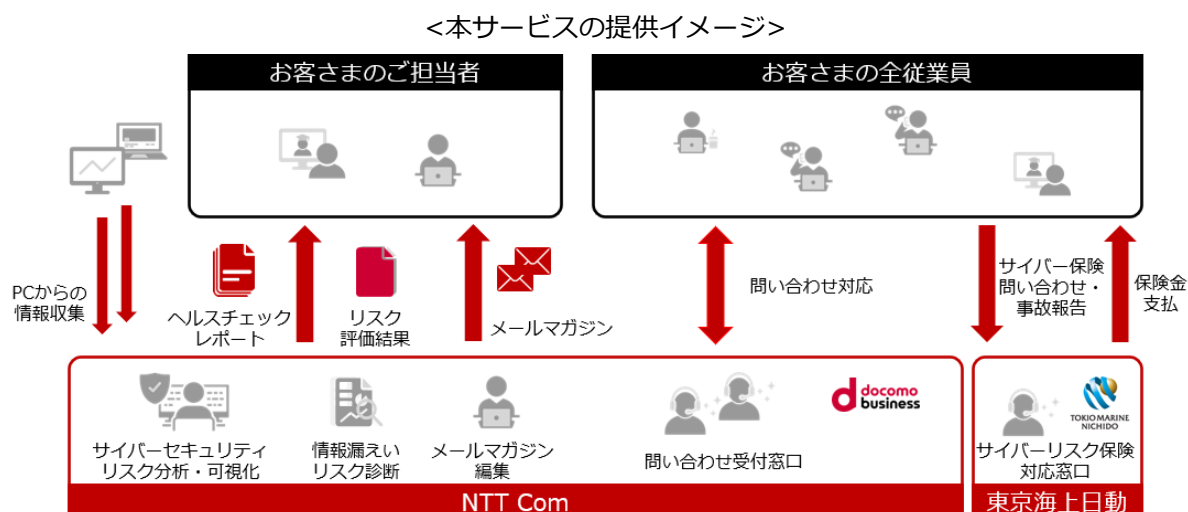 <本サービスの提供イメージ>
お客さまのご担当者
お客さまの全従業員
PCからの
情報収集
ヘルスチェック
レポート
リスク
評価結果
メールマガジン
問い合わせ対応
サイバー保険
問い合わせ・
事故報告
保険金
支払
サイバーセキュリティ
リスク分析・可視化
情報漏えい
リスク診断
メールマガジン
編集
問い合わせ受付窓口
docomo
business
TOKIO MARINE
NICHIDO
サイバーリスク保険
対応窓口
NTT Com
東京海上日動